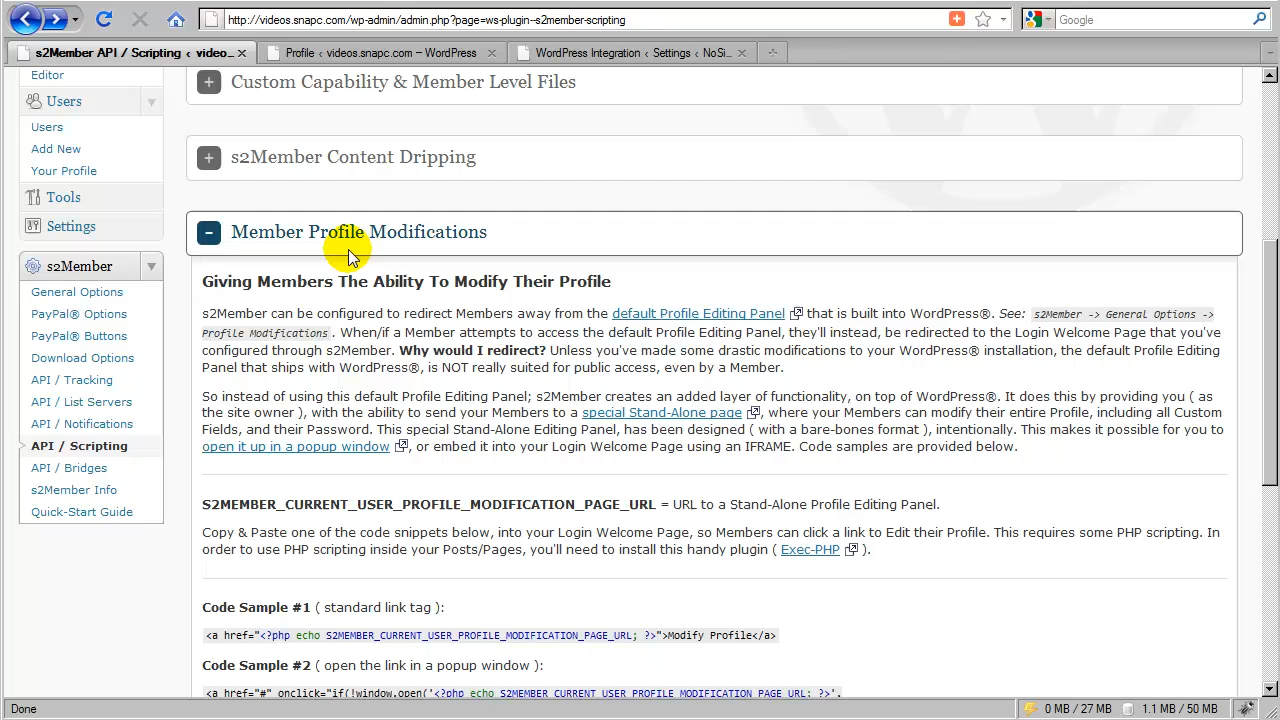 http://videos.snapc.com/wp-admin/admin.php?page=ws-plugin--s2member-scripting
Google
s2Member API / Scripting ‹ video...
Profile ‹ videos.snapc.com — WordPress
WordPress Integration ‹ Settings ‹ NoSi...
Editor
Users
Users
Add New
Your Profile
Tools
Settings
s2Member
General Options
PayPal® Options
PayPal® Buttons
Download Options
API / Tracking
API / List Servers
API / Notifications
API / Scripting
API / Bridges
s2Member Info
Quick-Start Guide
Custom Capability & Member Level Files
s2Member Content Dripping
Member Profile Modifications
Giving Members The Ability To Modify Their Profile
s2Member can be configured to redirect Members away from the default Profile Editing Panel that is built into WordPress®. See: s2Member -> General Options ->
Profile Modifications. When/if a Member attempts to access the default Profile Editing Panel, they'll instead, be redirected to the Login Welcome Page that you've
configured through s2Member. Why would I redirect? Unless you've made some drastic modifications to your WordPress® installation, the default Profile Editing
Panel that ships with WordPress®, is NOT really suited for public access, even by a Member.
So instead of using this default Profile Editing Panel; s2Member creates an added layer of functionality, on top of WordPress®. It does this by providing you ( as
the site owner ), with the ability to send your Members to a special Stand-Alone page , where your Members can modify their entire Profile, including all Custom
Fields, and their Password. This special Stand-Alone Editing Panel, has been designed ( with a bare-bones format ), intentionally. This makes it possible for you to
open it up in a popup window , or embed it into your Login Welcome Page using an IFRAME. Code samples are provided below.
S2MEMBER_CURRENT_USER_PROFILE_MODIFICATION_PAGE_URL = URL to a Stand-Alone Profile Editing Panel.
Copy & Paste one of the code snippets below, into your Login Welcome Page, so Members can click a link to Edit their Profile. This requires some PHP scripting. In
order to use PHP scripting inside your Posts/Pages, you'll need to install this handy plugin ( Exec-PHP ).
Code Sample #1 ( standard link tag ):
<a href="<?php echo S2MEMBER_CURRENT_USER_PROFILE_MODIFICATION_PAGE_URL; ?>">Modify Profile</a>
Code Sample #2 ( open the link in a popup window ):
<a href="#" onclick="if(!window.open('<?php echo S2MEMBER_CURRENT_USER_PROFILE_MODIFICATION_PAGE_URL; ?>',
Done
0 MB / 27 MB
1.1 MB / 50 MB